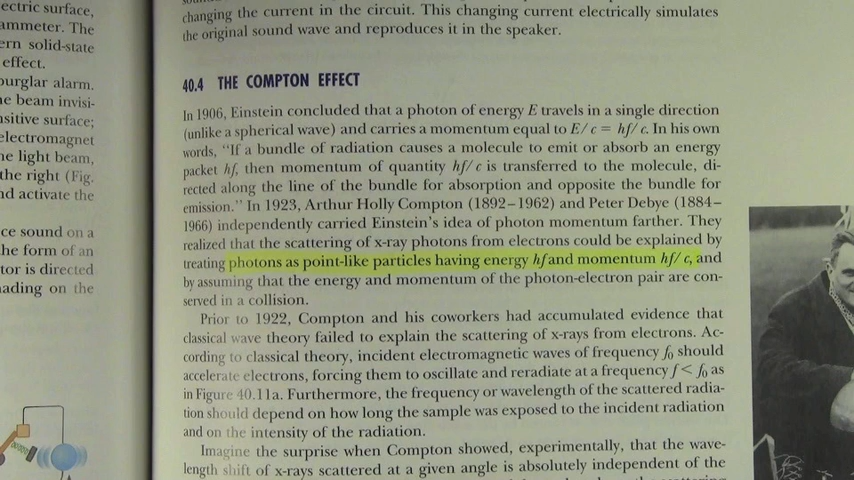 ectric surface,
ammeter. The
ern solid-state
effect.
ourglar alarm.
e beam invisi-
sitive surface;
electromagnet
he light beam,
the right (Fig.
nd activate the
ce sound on a
the form of an
tor is directed
ading on the
changing the current in the circuit. This changing current electrically simulates
the original sound wave and reproduces it in the speaker.
40.4 THE COMPTON EFFECT
In 1906, Einstein concluded that a photon of energy E travels in a single direction
(unlike a spherical wave) and carries a momentum equal to E/c = hf/c. In his own
words, "If a bundle of radiation causes a molecule to emit or absorb an energy
packet hf, then momentum of quantity hf/c is transferred to the molecule, di-
rected along the line of the bundle for absorption and opposite the bundle for
emission." In 1923, Arthur Holly Compton (1892–1962) and Peter Debye (1884–
1966) independently carried Einstein's idea of photon momentum farther. They
realized that the scattering of x-ray photons from electrons could be explained by
treating photons as point-like particles having energy hf and momentum hf/c, and
by assuming that the energy and momentum of the photon-electron pair are con-
served in a collision.
Prior to 1922, Compton and his coworkers had accumulated evidence that
classical wave theory failed to explain the scattering of x-rays from electrons. Ac-
cording to classical theory, incident electromagnetic waves of frequency f₀ should
accelerate electrons, forcing them to oscillate and reradiate at a frequency f < f₀ as
in Figure 40.11a. Furthermore, the frequency or wavelength of the scattered radia-
tion should depend on how long the sample was exposed to the incident radiation
and on the intensity of the radiation.
Imagine the surprise when Compton showed, experimentally, that the wave-
length shift of x-rays scattered at a given angle is absolutely independent of the